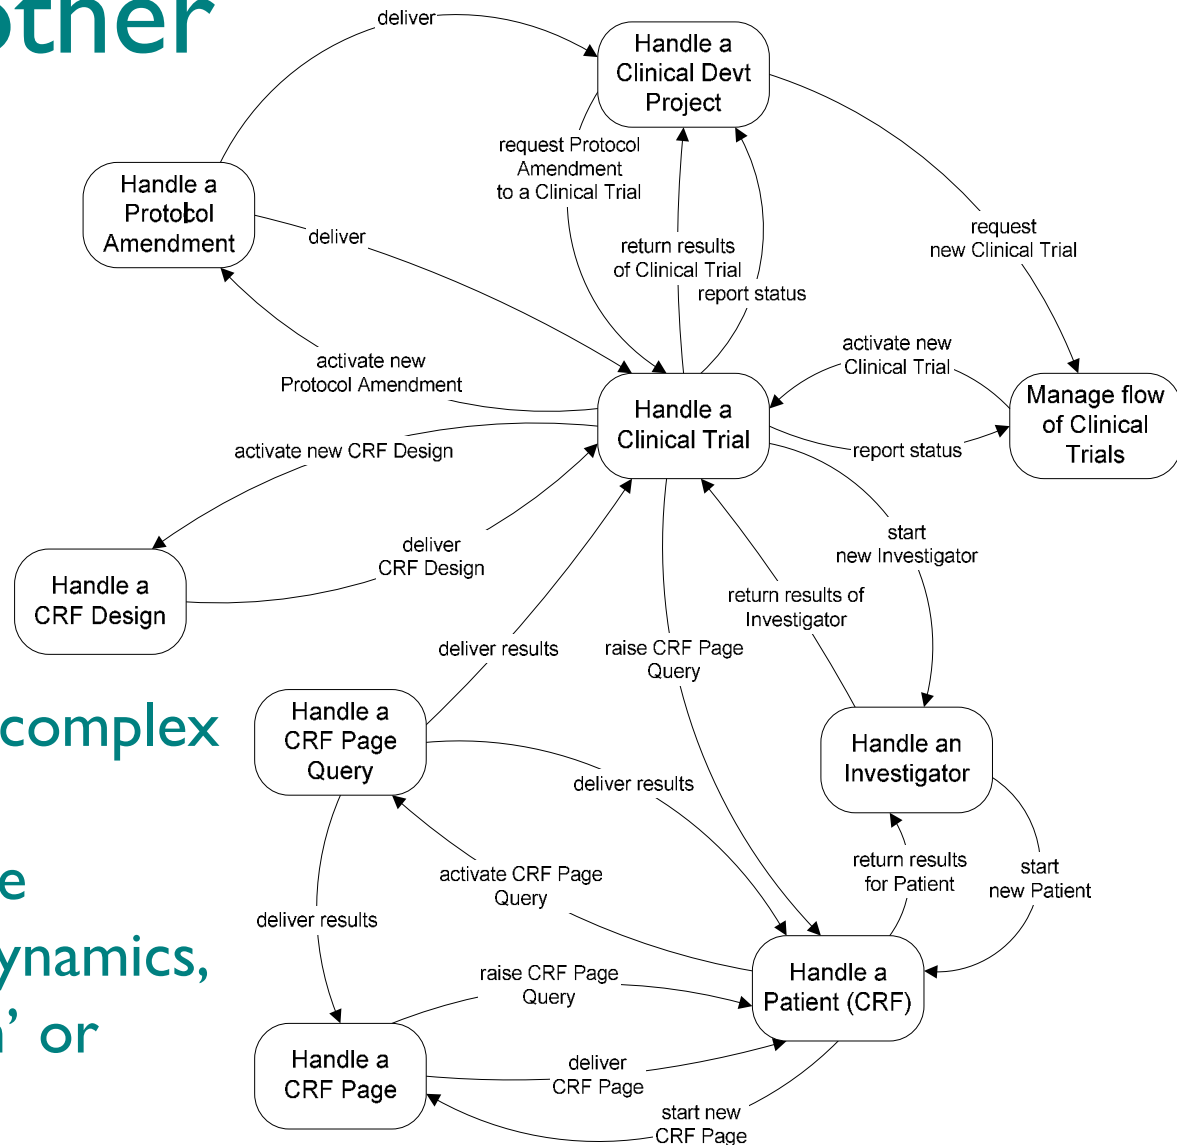 other
deliver
Handle a
Clinical Devt
Project
request Protocol
Amendment
to a Clinical Trial
Handle a
Protocol
Amendment
deliver
return results
of Clinical Trial
report status
request
new Clinical Trial
activate new
Protocol Amendment
activate new
Clinical Trial
Handle a
Clinical Trial
Manage flow
of Clinical
Trials
report status
activate new CRF Design
deliver
CRF Design
start
new Investigator
Handle a
CRF Design
return results of
Investigator
deliver results
raise CRF Page
Query
complex
Handle a
CRF Page
Query
Handle an
Investigator
deliver results
activate CRF Page
Query
return results
for Patient
start
new Patient
e
deliver results
ynamics,
raise CRF Page
Query
Handle a
Patient (CRF)
’ or
Handle a
CRF Page
deliver
CRF Page
start new
CRF Page